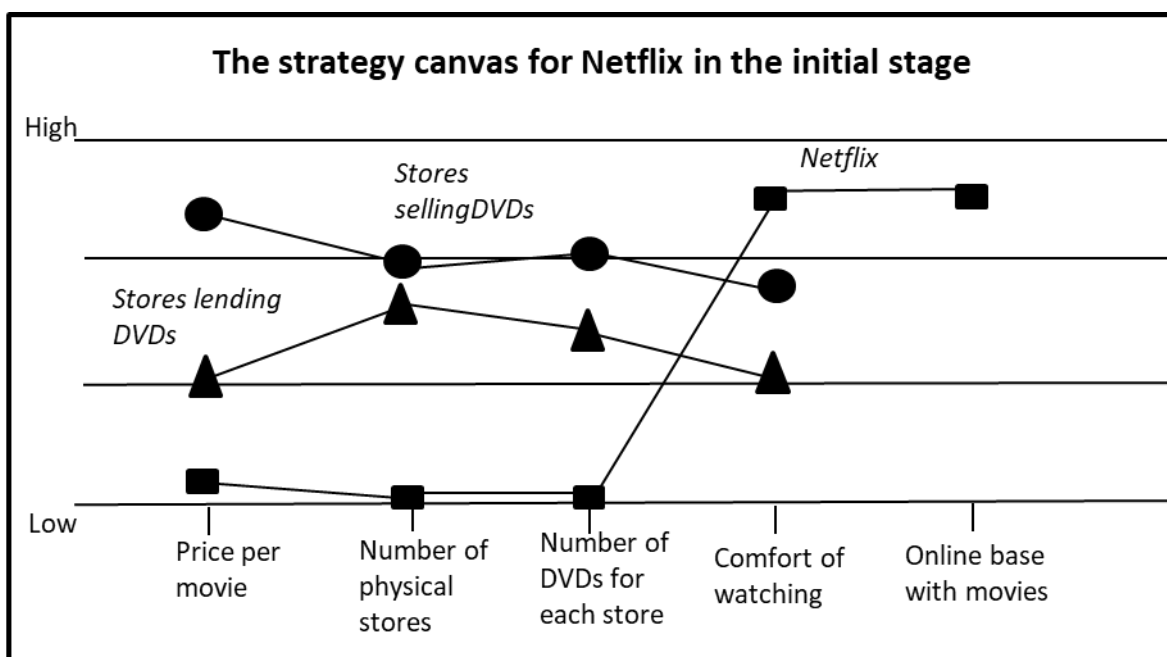 The strategy canvas for Netflix in the initial stage
High
Netflix
Stores
sellingDVDs
Stores lending
DVDs
Low
Price per
movie
Number of
physical
stores
Number of
DVDs for
each store
Comfort of
watching
Online base
with movies